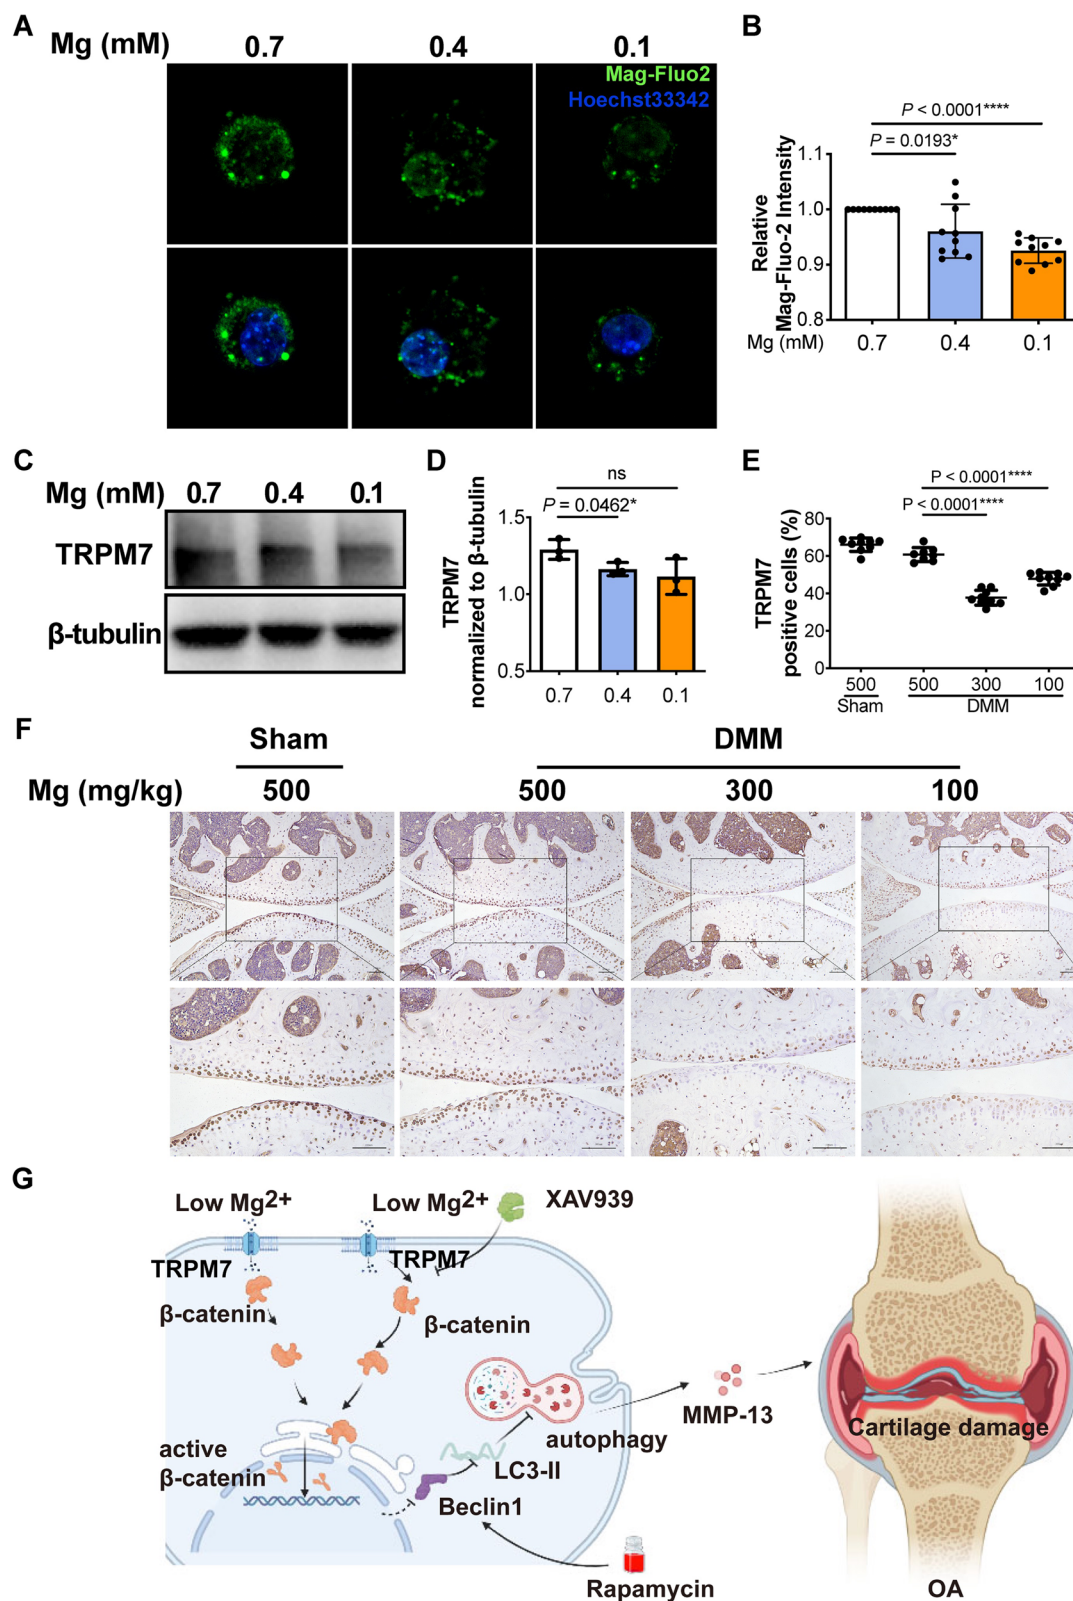 A
Mg (mM)
0.7
0.4
0.1
Mag-Fluo2
Hoechst33342
B
P < 0.0001****
P = 0.0193*
Relative
Mag-Fluo-2 Intensity
1.1
1.0
0.9
0.8
Mg (mM)
0.7
0.4
0.1
C
Mg (mM)
0.7
0.4
0.1
TRPM7
β-tubulin
D
ns
P = 0.0462*
TRPM7
normalized to β-tubulin
1.5
1.0
0.5
0.7
0.4
0.1
E
P < 0.0001****
P < 0.0001****
TRPM7
positive cells (%)
80
60
40
20
0
500
500
300
100
Sham
DMM
F
Sham
DMM
Mg (mg/kg)
500
500
300
100
G
Low Mg2+
Low Mg2+
XAV939
TRPM7
TRPM7
β-catenin
β-catenin
active
β-catenin
LC3-II
autophagy
Beclin1
MMP-13
Rapamycin
Cartilage damage
OA